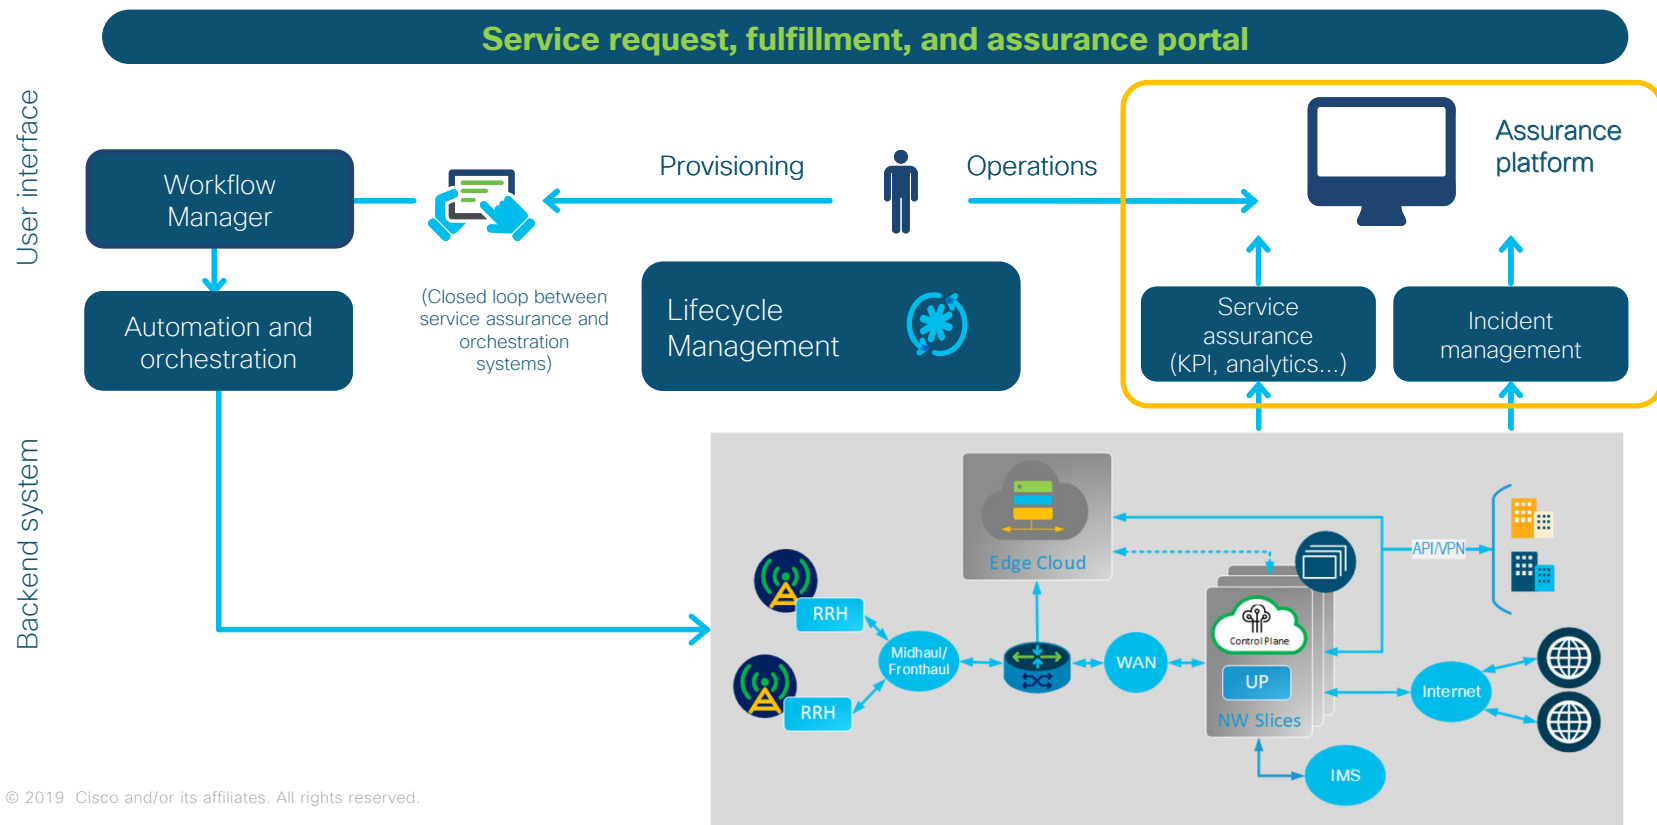 Service request, fulfillment, and assurance portal
User interface
Workflow
Manager
Provisioning
Operations
Assurance
platform
Automation and
orchestration
(Closed loop between
service assurance and
orchestration
systems)
Lifecycle
Management
Service
assurance
(KPI, analytics...)
Incident
management
Backend system
Edge Cloud
API/VPN
RRH
Midhaul/
Fronthaul
WAN
Control Plane
UP
NW Slices
Internet
RRH
IMS
© 2019 Cisco and/or its affiliates. All rights reserved.